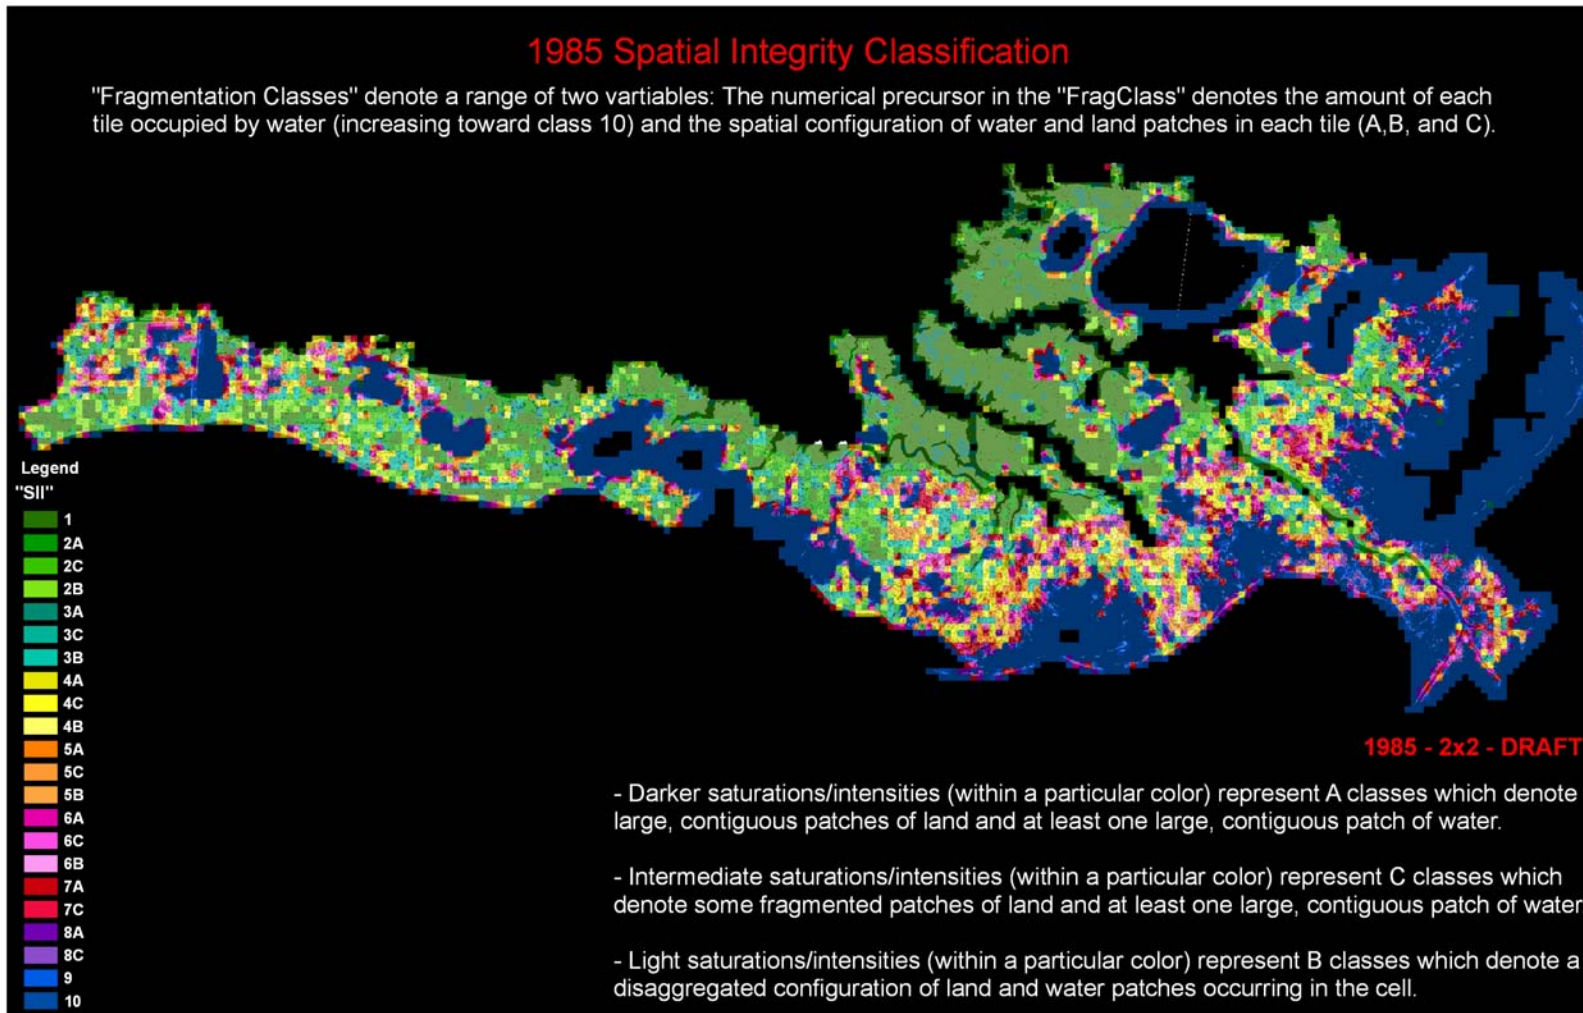 1985 Spatial Integrity Classification
"Fragmentation Classes" denote a range of two vartiables: The numerical precursor in the "FragClass" denotes the amount of each
tile occupied by water (increasing toward class 10) and the spatial configuration of water and land patches in each tile (A,B, and C).
Legend
"SII"
1
2A
2C
2B
3A
3C
3B
4A
4C
4B
5A
5C
5B
6A
6C
6B
7A
7C
8A
8C
9
10
1985 - 2x2 - DRAFT
- Darker saturations/intensities (within a particular color) represent A classes which denote
large, contiguous patches of land and at least one large, contiguous patch of water.
- Intermediate saturations/intensities (within a particular color) represent C classes which
denote some fragmented patches of land and at least one large, contiguous patch of water
- Light saturations/intensities (within a particular color) represent B classes which denote a
disaggregated configuration of land and water patches occurring in the cell.